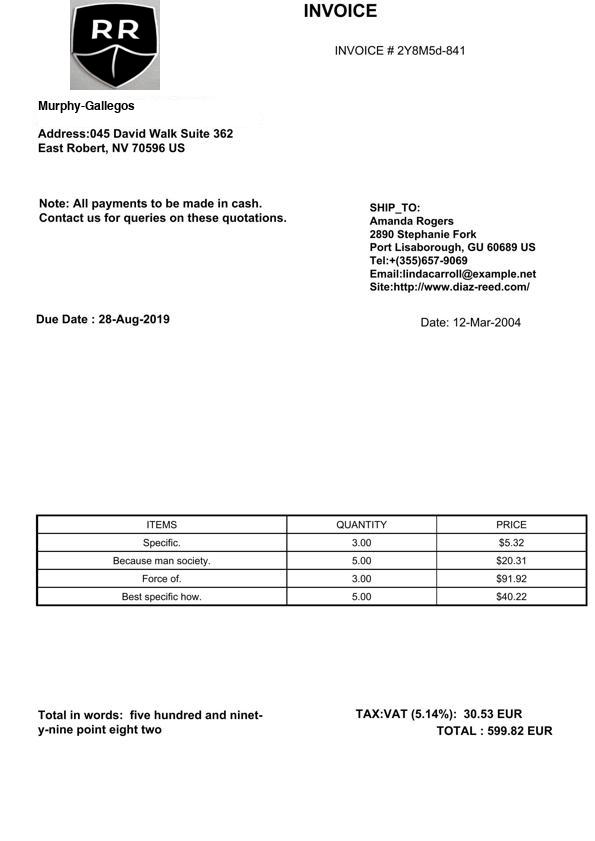 RR
INVOICE
INVOICE # 2Y8M5d-841
Murphy-Gallegos
Address:045 David Walk Suite 362
East Robert, NV 70596 US
Note: All payments to be made in cash.
Contact us for queries on these quotations.
SHIP_TO:
Amanda Rogers
2890 Stephanie Fork
Port Lisaborough, GU 60689 US
Tel:+(355)657-9069
Email:lindacarroll@example.net
Site:http://www.diaz-reed.com/
Due Date : 28-Aug-2019
Date: 12-Mar-2004
ITEMS QUANTITY PRICE
Specific. 3.00 $5.32
Because man society. 5.00 $20.31
Force of. 3.00 $91.92
Best specific how. 5.00 $40.22
Total in words: five hundred and ninet-
y-nine point eight two
TAX:VAT (5.14%): 30.53 EUR
TOTAL : 599.82 EUR